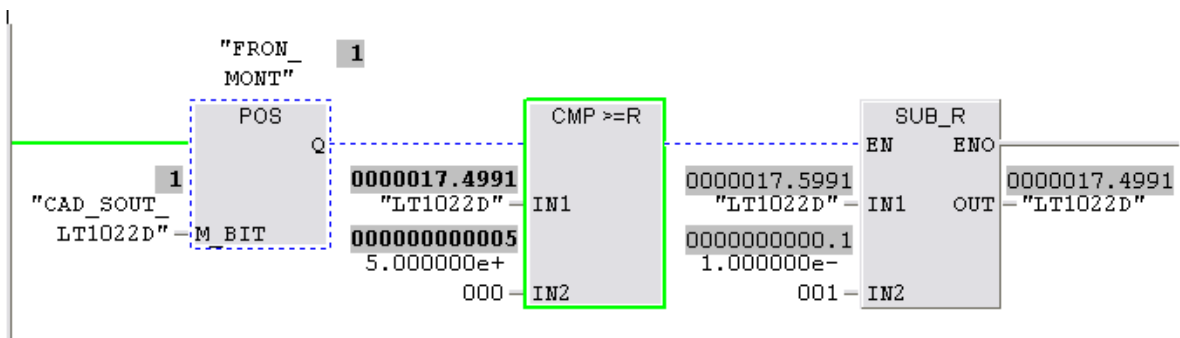 "FRON_
MONT"
1
POS
Q
1
"CAD_SOUT_
LT1022D"
M_BIT
CMP >=R
0000017.4991
"LT1022D"
IN1
000000000005
5.000000e+
000
IN2
SUB_R
EN
ENO
0000017.5991
"LT1022D"
IN1
OUT
0000017.4991
"LT1022D"
0000000000.1
1.000000e-
001
IN2